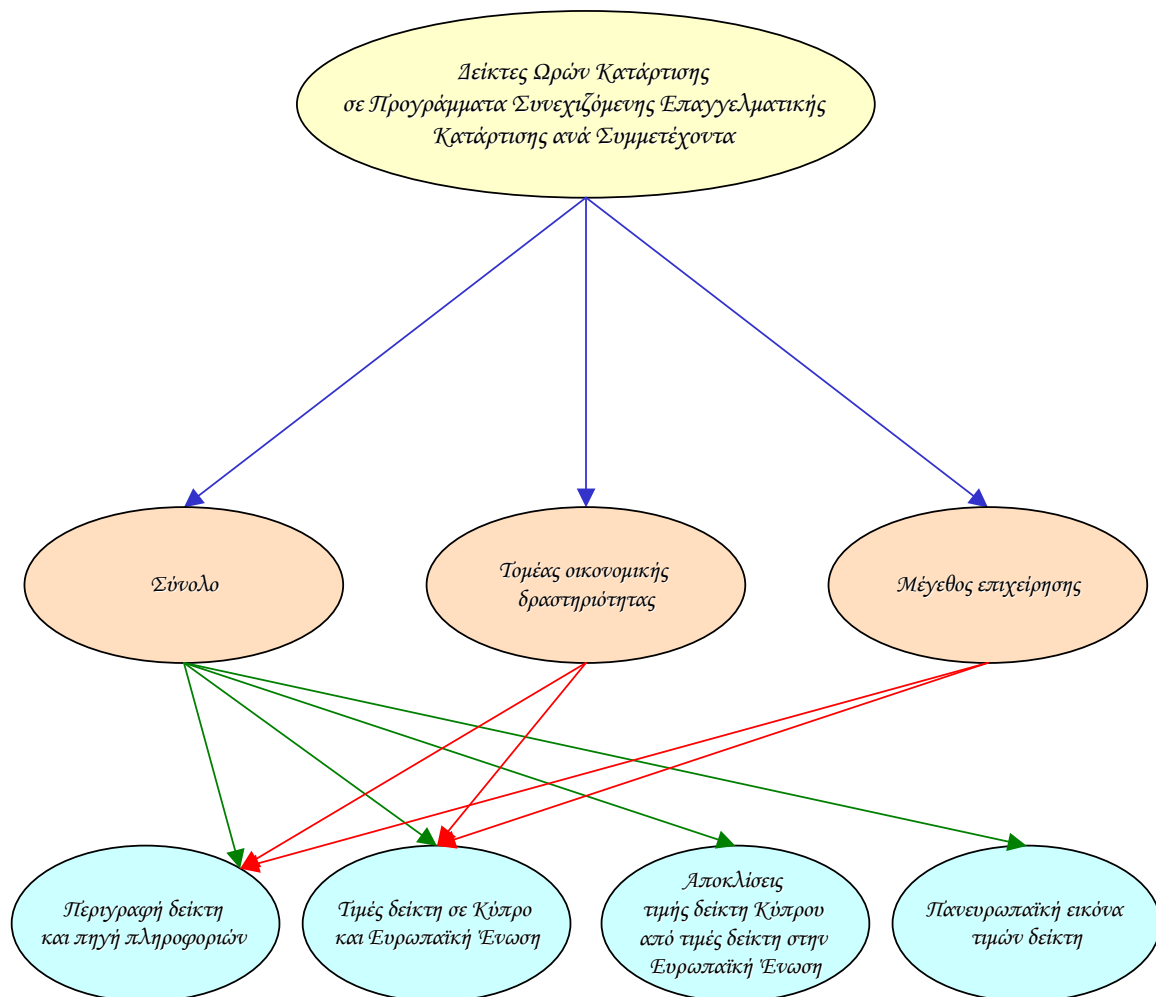 Δείκτες Ωρών Κατάρτισης
σε Προγράμματα Συνεχιζόμενης Επαγγελματικής
Κατάρτισης ανά Συμμετέχοντα
Σύνολο
Τομέας οικονομικής
δραστηριότητας
Μέγεθος επιχείρησης
Περιγραφή δείκτη
και πηγή πληροφοριών
Τιμές δείκτη σε Κύπρο
και Ευρωπαϊκή Ένωση
Αποκλίσεις
τιμής δείκτη Κύπρου
από τιμές δείκτη στην
Ευρωπαϊκή Ένωση
Πανευρωπαϊκή εικόνα
τιμών δείκτη